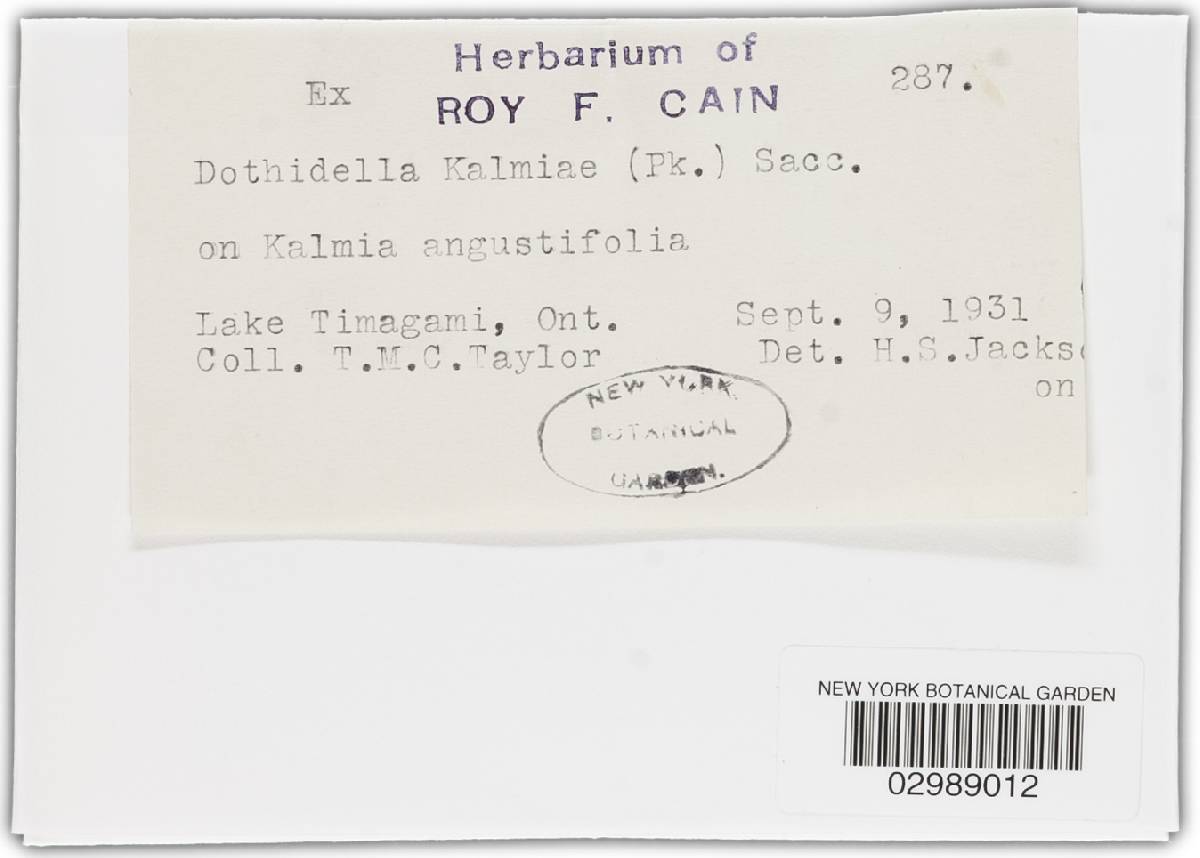 Herbarium of
Ex ROY F. CAIN 287.
Dothidella Kalmiae (Pk.) Sacc.
on Kalmia angustifolia
Lake Timagami, Ont. Sept. 9, 1931
Coll. T.M.C.Taylor Det. H.S.Jacks
on
NEW YORK
BOTANICAL
GARDEN.
NEW YORK BOTANICAL GARDEN
02989012